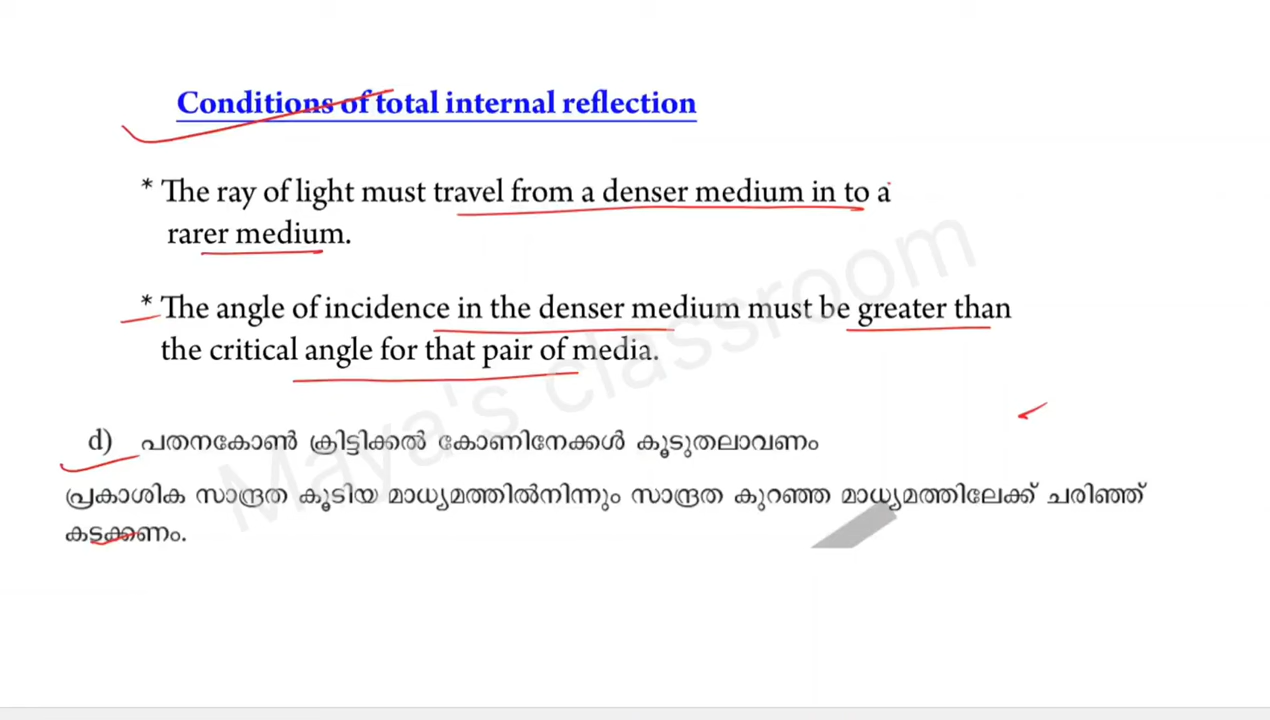 Conditions of total internal reflection
* The ray of light must travel from a denser medium in to a
rarer medium.
* The angle of incidence in the denser medium must be greater than
the critical angle for that pair of media.
d) പതനകോൺ ക്രിട്ടിക്കൽ കോണിനേക്കൾ കൂടുതലാവണം
പ്രകാശിക സാന്ദ്രത കൂടിയ മാധ്യമത്തിൽനിന്നും സാന്ദ്രത കുറഞ്ഞ മാധ്യമത്തിലേക്ക് ചരിഞ്ഞ്
കടക്കണം.
Maya's classroom